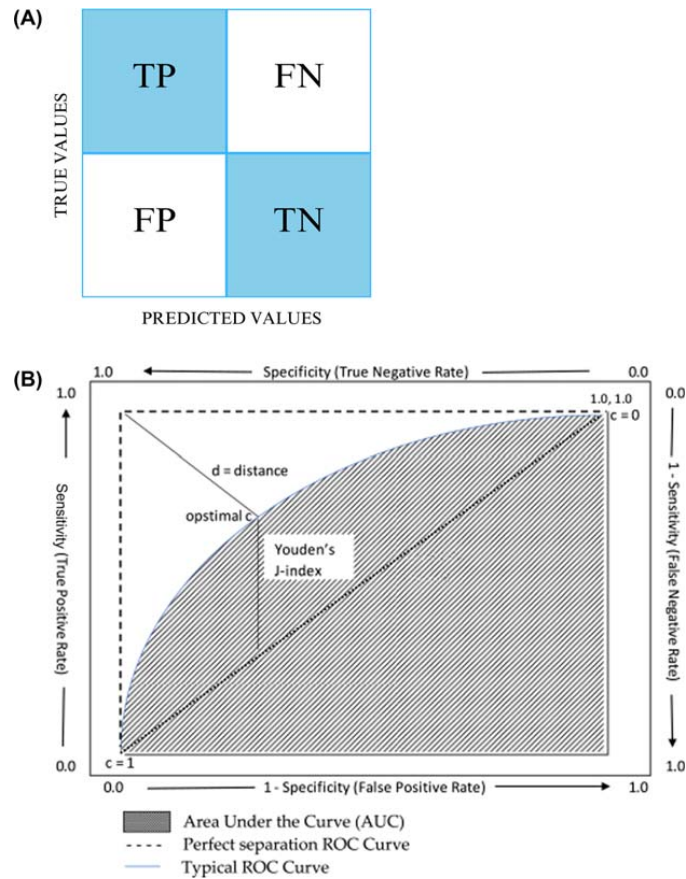 (A)
TRUE VALUES
TP
FN
FP
TN
PREDICTED VALUES
(B)
1.0
Specificity (True Negative Rate)
0.0
1.0
0.0
1.0, 1.0
c = 0
d = distance
opstimal c
Youden's
J-index
Sensitivity (True Positive Rate)
1 - Sensitivity (False Negative Rate)
c = 1
0.0
1.0
0.0
1 - Specificity (False Positive Rate)
1.0
Area Under the Curve (AUC)
Perfect separation ROC Curve
Typical ROC Curve